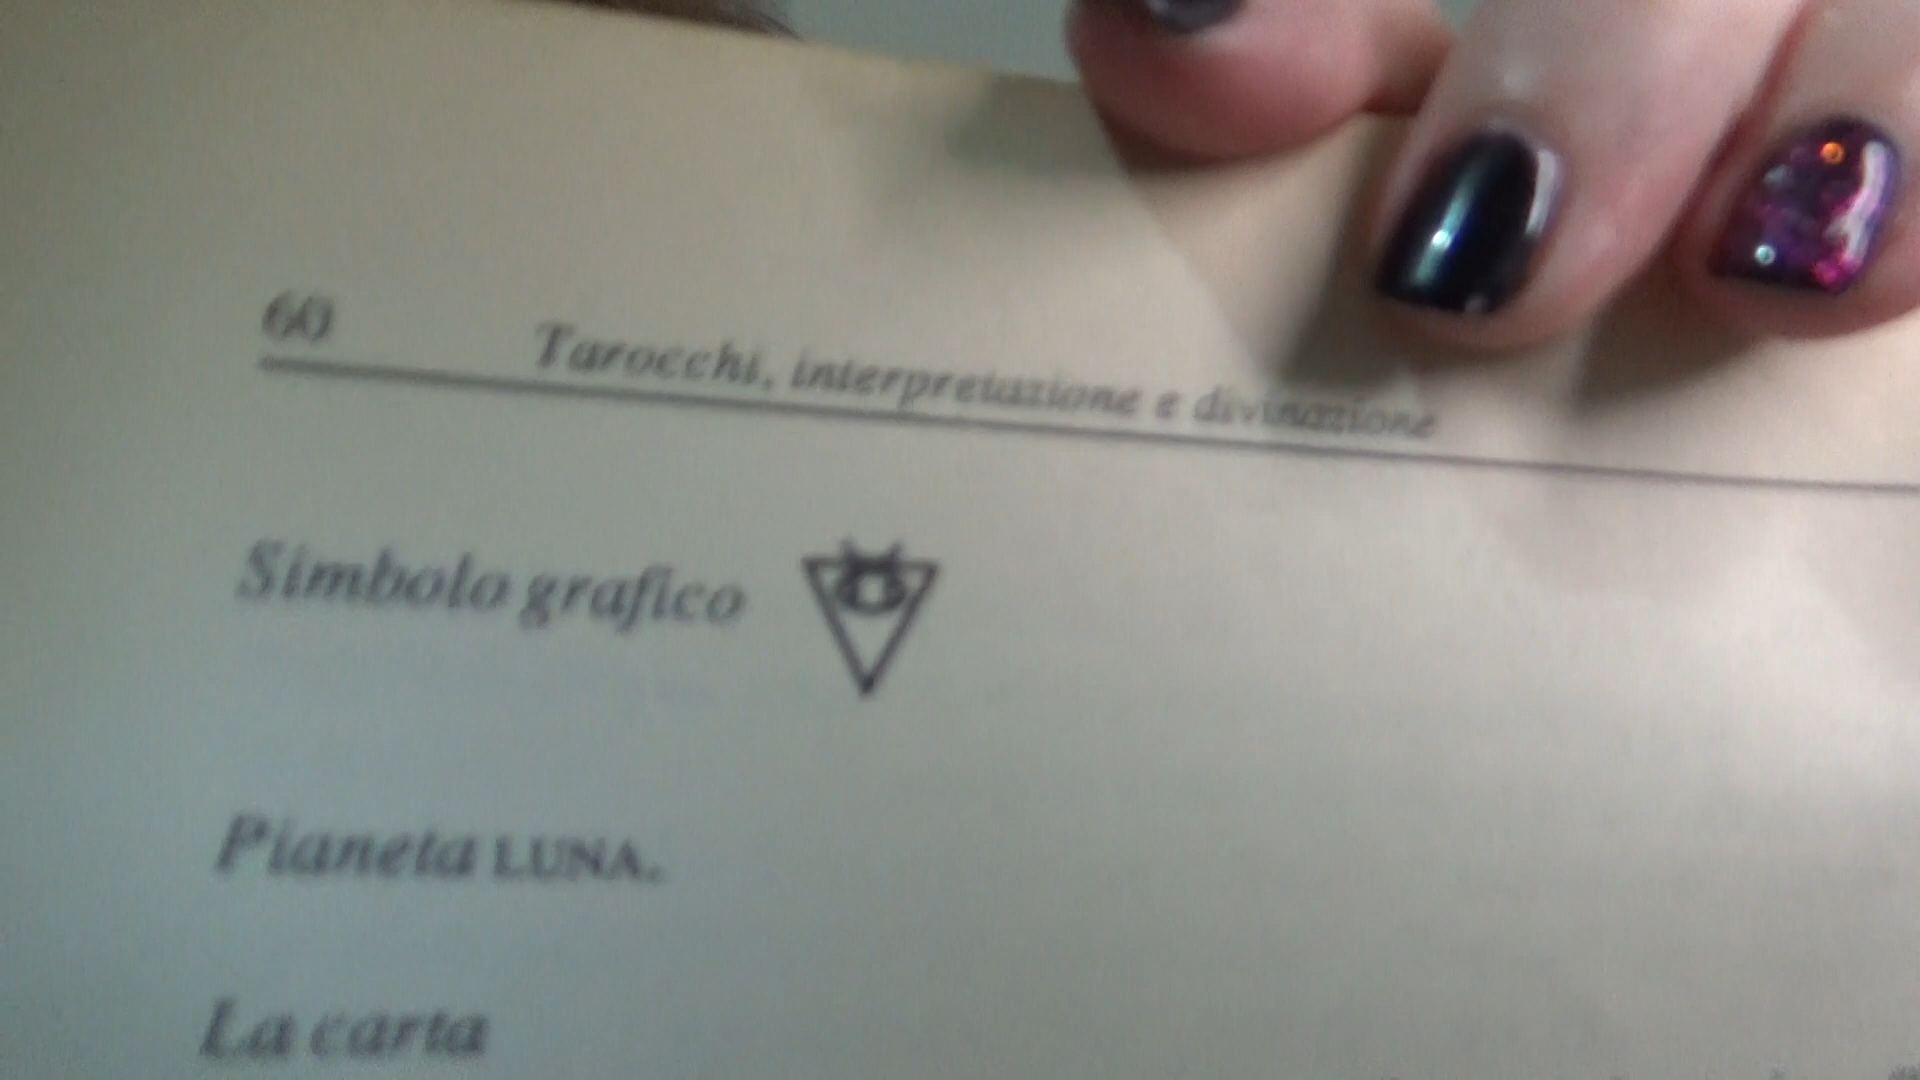 60 Tarocchi, interpretazione e divinazione
Simbolo grafico
Pianeta LUNA.
La carta